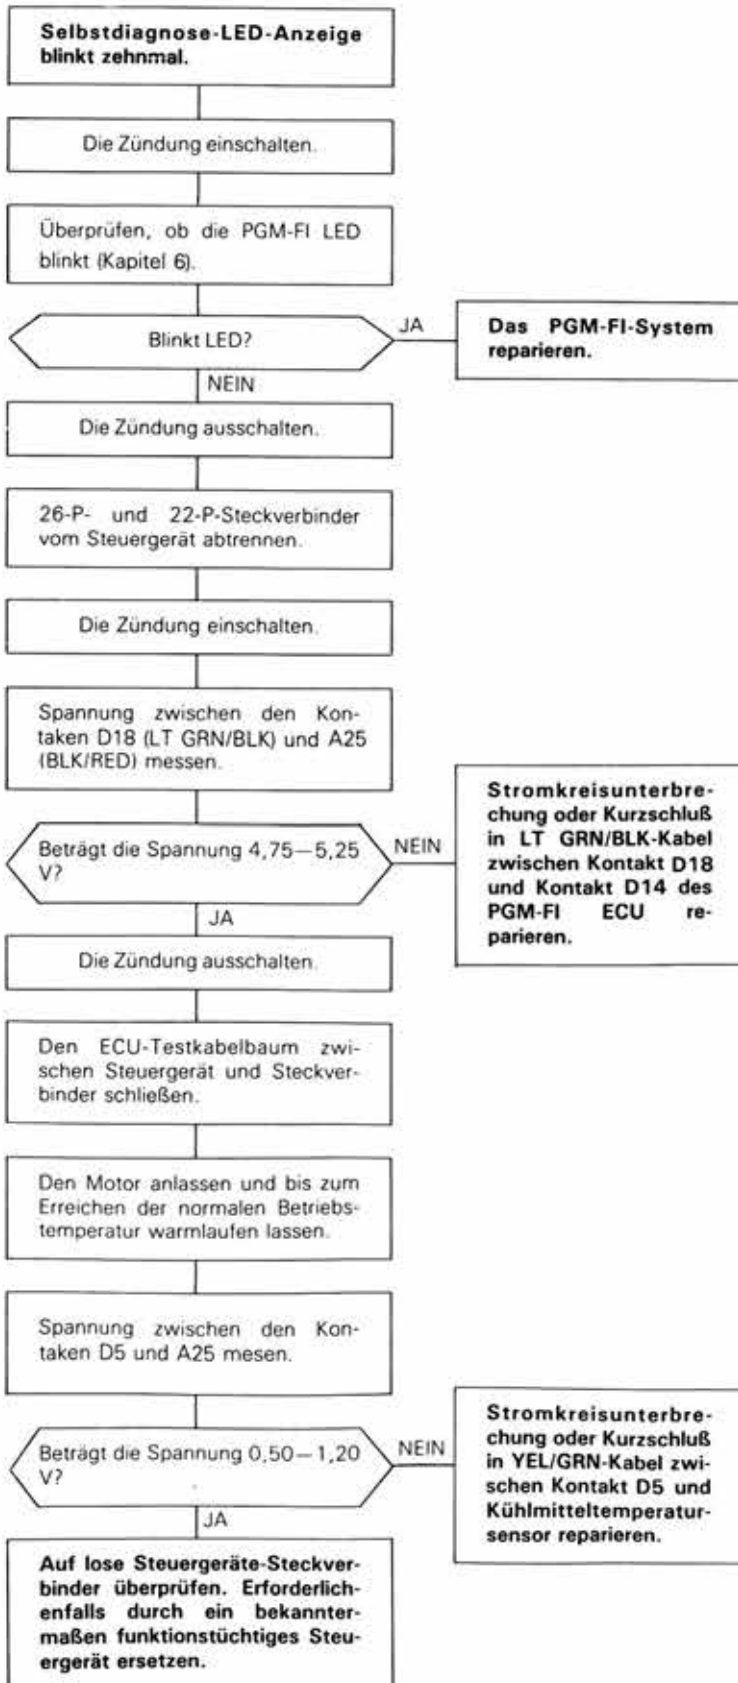 Selbstdiagnose-LED-Anzeige
blinkt zehnmal.
Die Zündung einschalten.
Überprüfen, ob die PGM-FI LED
blinkt (Kapitel 6).
Blinkt LED?
JA
Das PGM-FI-System
reparieren.
NEIN
Die Zündung ausschalten.
26-P- und 22-P-Steckverbinder
vom Steuergerät abtrennen.
Die Zündung einschalten.
Spannung zwischen den Kon-
taken D18 (LT GRN/BLK) und A25
(BLK/RED) messen.
Beträgt die Spannung 4,75—5,25
V?
NEIN
Stromkreisunterbre-
chung oder Kurzschluß
in LT GRN/BLK-Kabel
zwischen Kontakt D18
und Kontakt D14 des
PGM-FI ECU re-
parieren.
JA
Die Zündung ausschalten.
Den ECU-Testkabelbaum zwi-
schen Steuergerät und Steckver-
binder schließen.
Den Motor anlassen und bis zum
Erreichen der normalen Betriebs-
temperatur warmlaufen lassen.
Spannung zwischen den Kon-
taken D5 und A25 mesen.
Beträgt die Spannung 0,50—1,20
V?
NEIN
Stromkreisunterbre-
chung oder Kurzschluß
in YEL/GRN-Kabel zwi-
schen Kontakt D5 und
Kühlmitteltemperatur-
sensor reparieren.
JA
Auf lose Steuergeräte-Steckver-
binder überprüfen. Erforderlich-
enfalls durch ein bekannter-
maßen funktionstüchtiges Steu-
ergerät ersetzen.